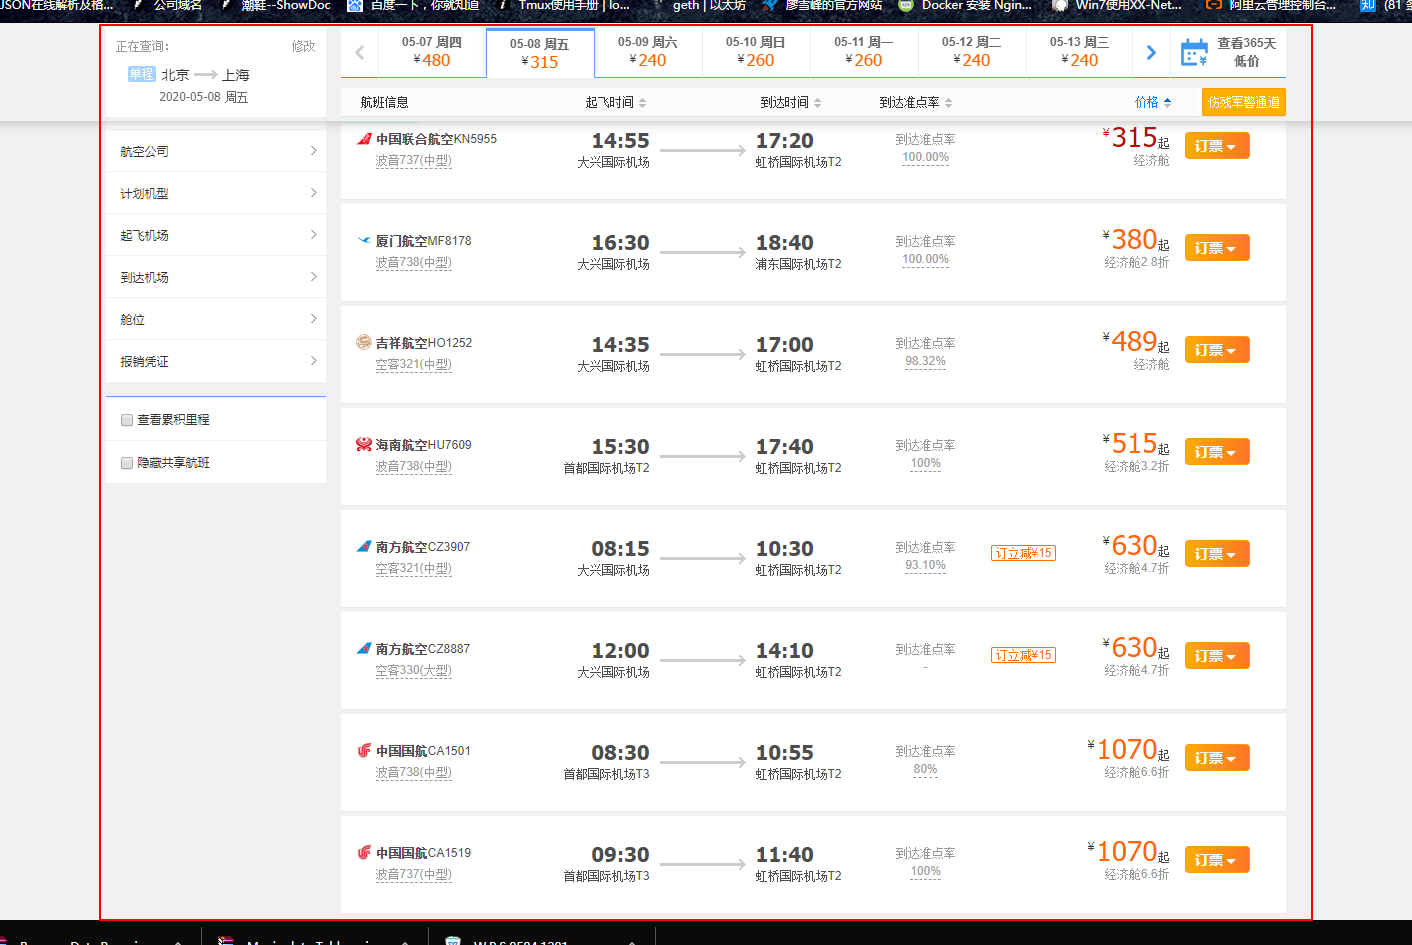 JSON在线解析及格...
公司域名
潮鞋--ShowDoc
百度一下，你就知道
Tmux使用手册 | lo...
geth | 以太坊
廖雪峰的官方网站
Docker 安装 Ngin...
Win7使用XX-Net...
阿里云管理控制台...
知
正在查询:
修改
单程 北京 上海
2020-05-08 周五
航空公司
计划机型
起飞机场
到达机场
舱位
报销凭证
查看累积里程
隐藏共享航班
05-07 周四
¥480
05-08 周五
¥315
05-09 周六
¥240
05-10 周日
¥260
05-11 周一
¥260
05-12 周二
¥240
05-13 周三
¥240
查看365天
低价
航班信息 起飞时间 到达时间 到达准点率 价格 伤残军警通道
中国联合航空KN5955 14:55 17:20 到达准点率 ¥315起 订票
波音737(中型) 大兴国际机场 虹桥国际机场T2 100.00% 经济舱
厦门航空MF8178 16:30 18:40 到达准点率 ¥380起 订票
波音738(中型) 大兴国际机场 浦东国际机场T2 100.00% 经济舱2.8折
吉祥航空HO1252 14:35 17:00 到达准点率 ¥489起 订票
空客321(中型) 大兴国际机场 虹桥国际机场T2 98.32% 经济舱
海南航空HU7609 15:30 17:40 到达准点率 ¥515起 订票
波音738(中型) 首都国际机场T2 虹桥国际机场T2 100% 经济舱3.2折
南方航空CZ3907 08:15 10:30 到达准点率 订立减¥15 ¥630起 订票
空客321(中型) 大兴国际机场 虹桥国际机场T2 93.10% 经济舱4.7折
南方航空CZ8887 12:00 14:10 到达准点率 订立减¥15 ¥630起 订票
空客330(大型) 大兴国际机场 虹桥国际机场T2 - 经济舱4.7折
中国国航CA1501 08:30 10:55 到达准点率 ¥1070起 订票
波音738(中型) 首都国际机场T3 虹桥国际机场T2 80% 经济舱6.6折
中国国航CA1519 09:30 11:40 到达准点率 ¥1070起 订票
波音737(中型) 首都国际机场T3 虹桥国际机场T2 100% 经济舱6.6折